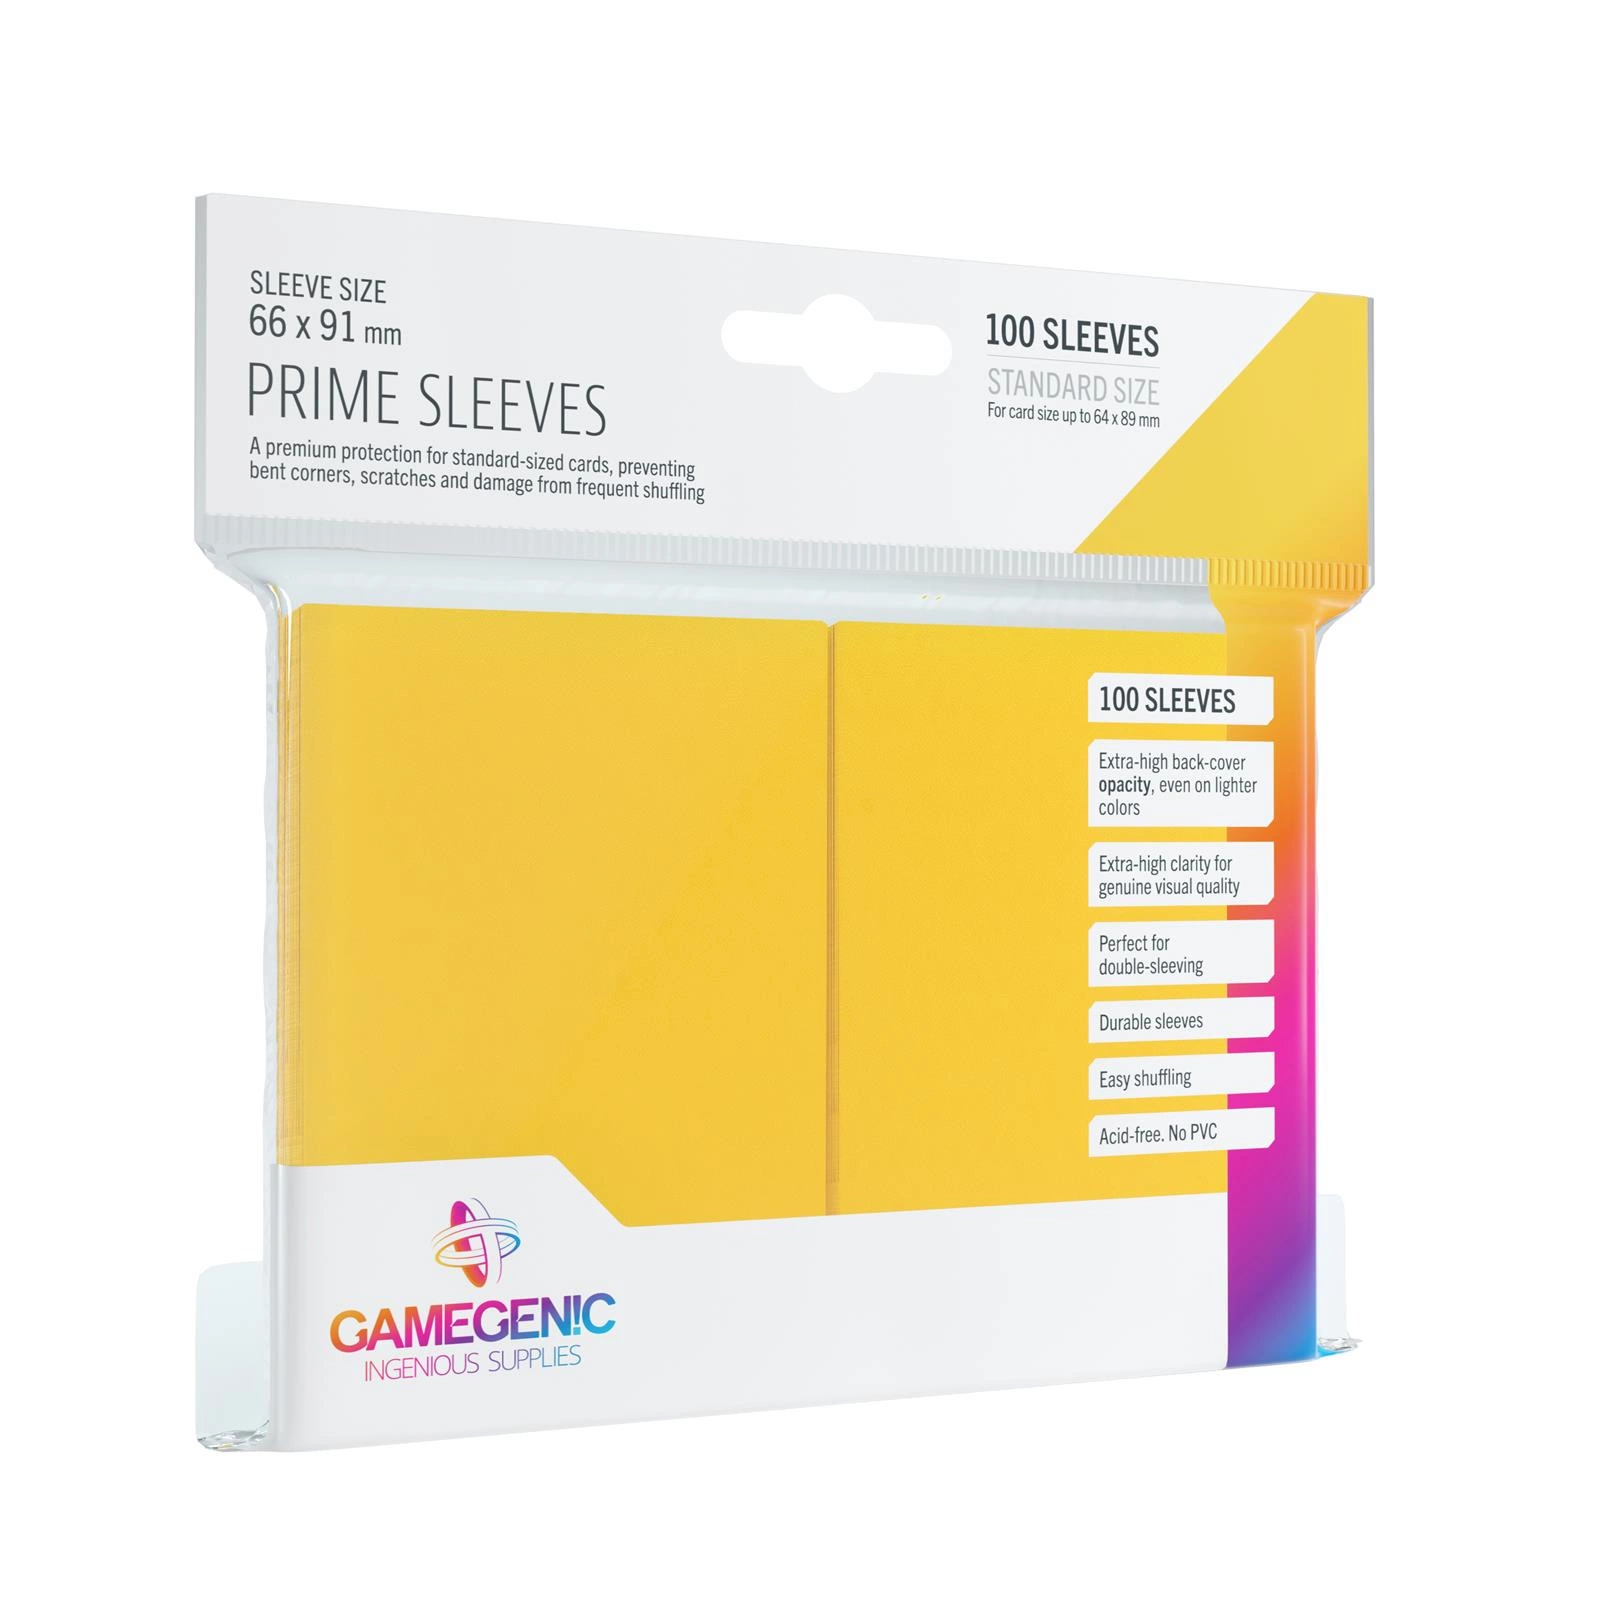 SLEEVE SIZE
66 x 91 mm
PRIME SLEEVES
A premium protection for standard-sized cards, preventing
bent corners, scratches and damage from frequent shuffling
100 SLEEVES
STANDARD SIZE
For card size up to 64 x 89 mm
100 SLEEVES
Extra-high back-cover
opacity, even on lighter
colors
Extra-high clarity for
genuine visual quality
Perfect for
double-sleeving
Durable sleeves
Easy shuffling
Acid-free. No PVC
GAMEGEN!C
INGENIOUS SUPPLIES